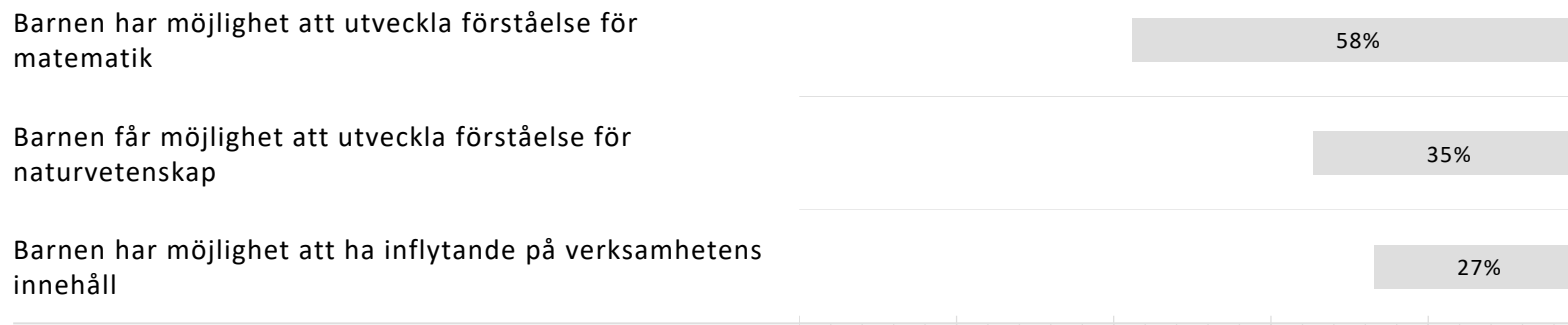 Barnen har möjlighet att utveckla förståelse för
matematik
58%
Barnen får möjlighet att utveckla förståelse för
naturvetenskap
35%
Barnen har möjlighet att ha inflytande på verksamhetens
innehåll
27%